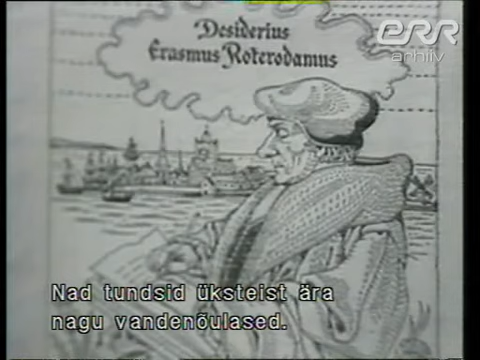 Desiderius
Erasmus Roterodamus
err
arhiiv
Nad tundsid üksteist ära
nagu vandenõulased.